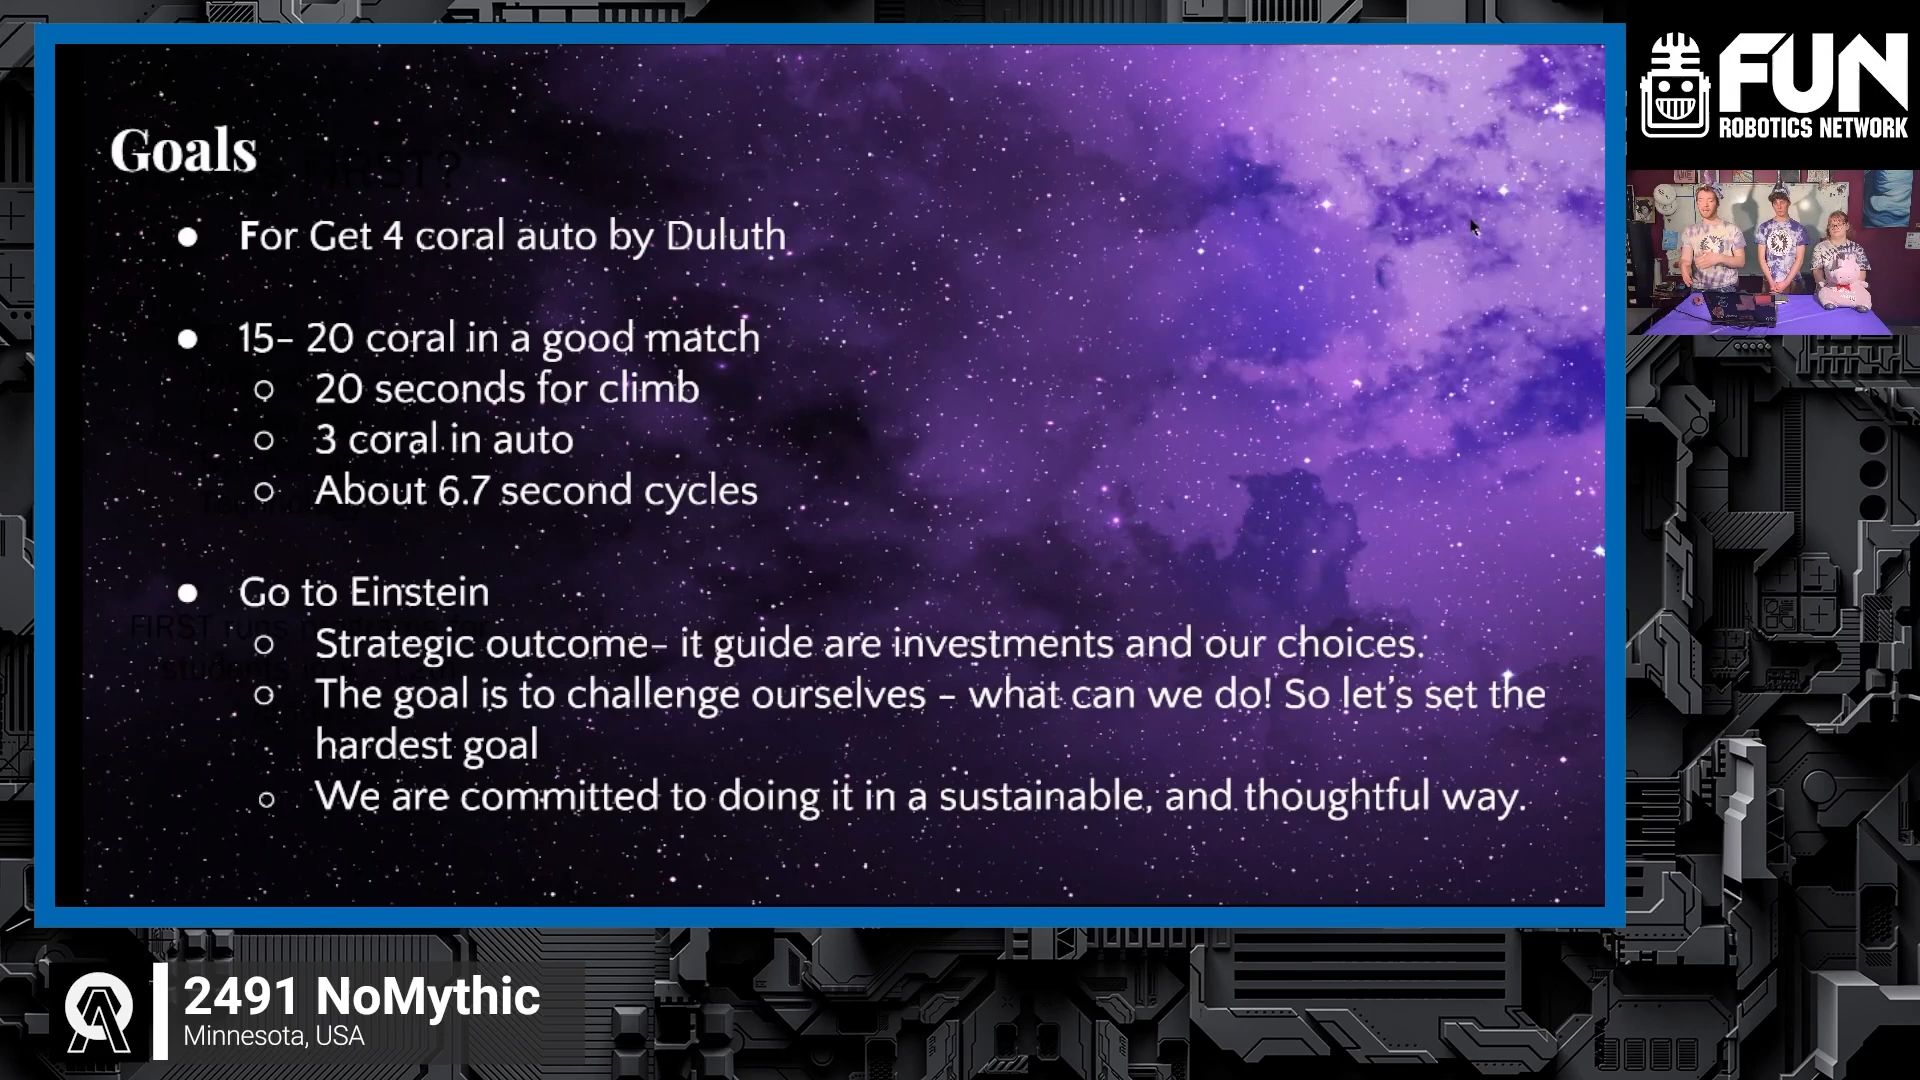 Goals
For Get 4 coral auto by Duluth
15– 20 coral in a good match
20 seconds for climb
3 coral in auto
About 6.7 second cycles
Go to Einstein
Strategic outcome– it guide are investments and our choices.
The goal is to challenge ourselves – what can we do! So let's set the
hardest goal
We are committed to doing it in a sustainable, and thoughtful way.
FUN
ROBOTICS NETWORK
2491 NoMythic
Minnesota, USA